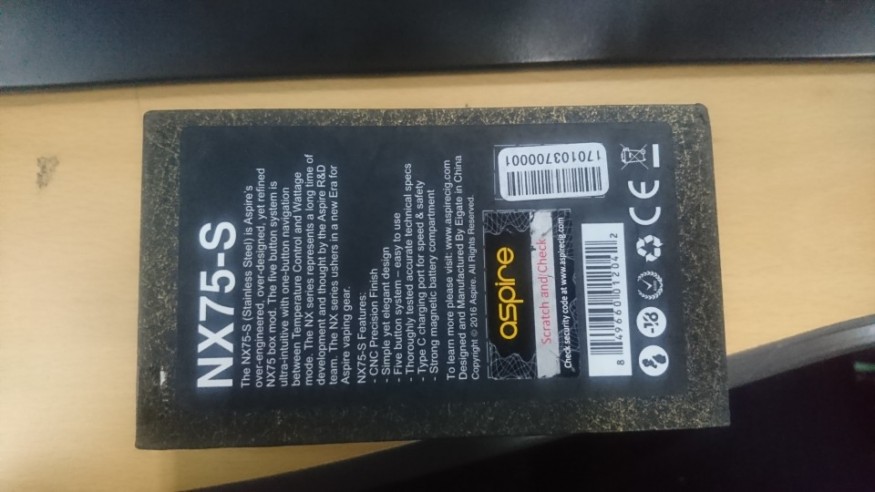 NX75-S
The NX75-S (Stainless Steel) is Aspire's
over-engineered, over-designed, yet refined
NX75 box mod. The five button system is
ultra-intuitive with one-button navigation
between Temperature Control and Wattage
mode. The NX series represents a long time of
development and thought by the Aspire R&D
team. The NX series ushers in a new Era for
Aspire vaping gear.
NX75-S Features:
- CNC Precision Finish
- Simple yet elegant design
- Five button system – easy to use
- Thoroughly tested accurate technical specs
- Type C charging port for speed & safety
- Strong magnetic battery compartment
To learn more please visit: www.aspirecig.com
Designed and Manufactured By Eigate in China
Copyright © 2016 Aspire. All Rights Reserved.
aspire
Scratch and Check
Check security code at www.aspirecig.com
170103700001
8 49660 01204 2
CE